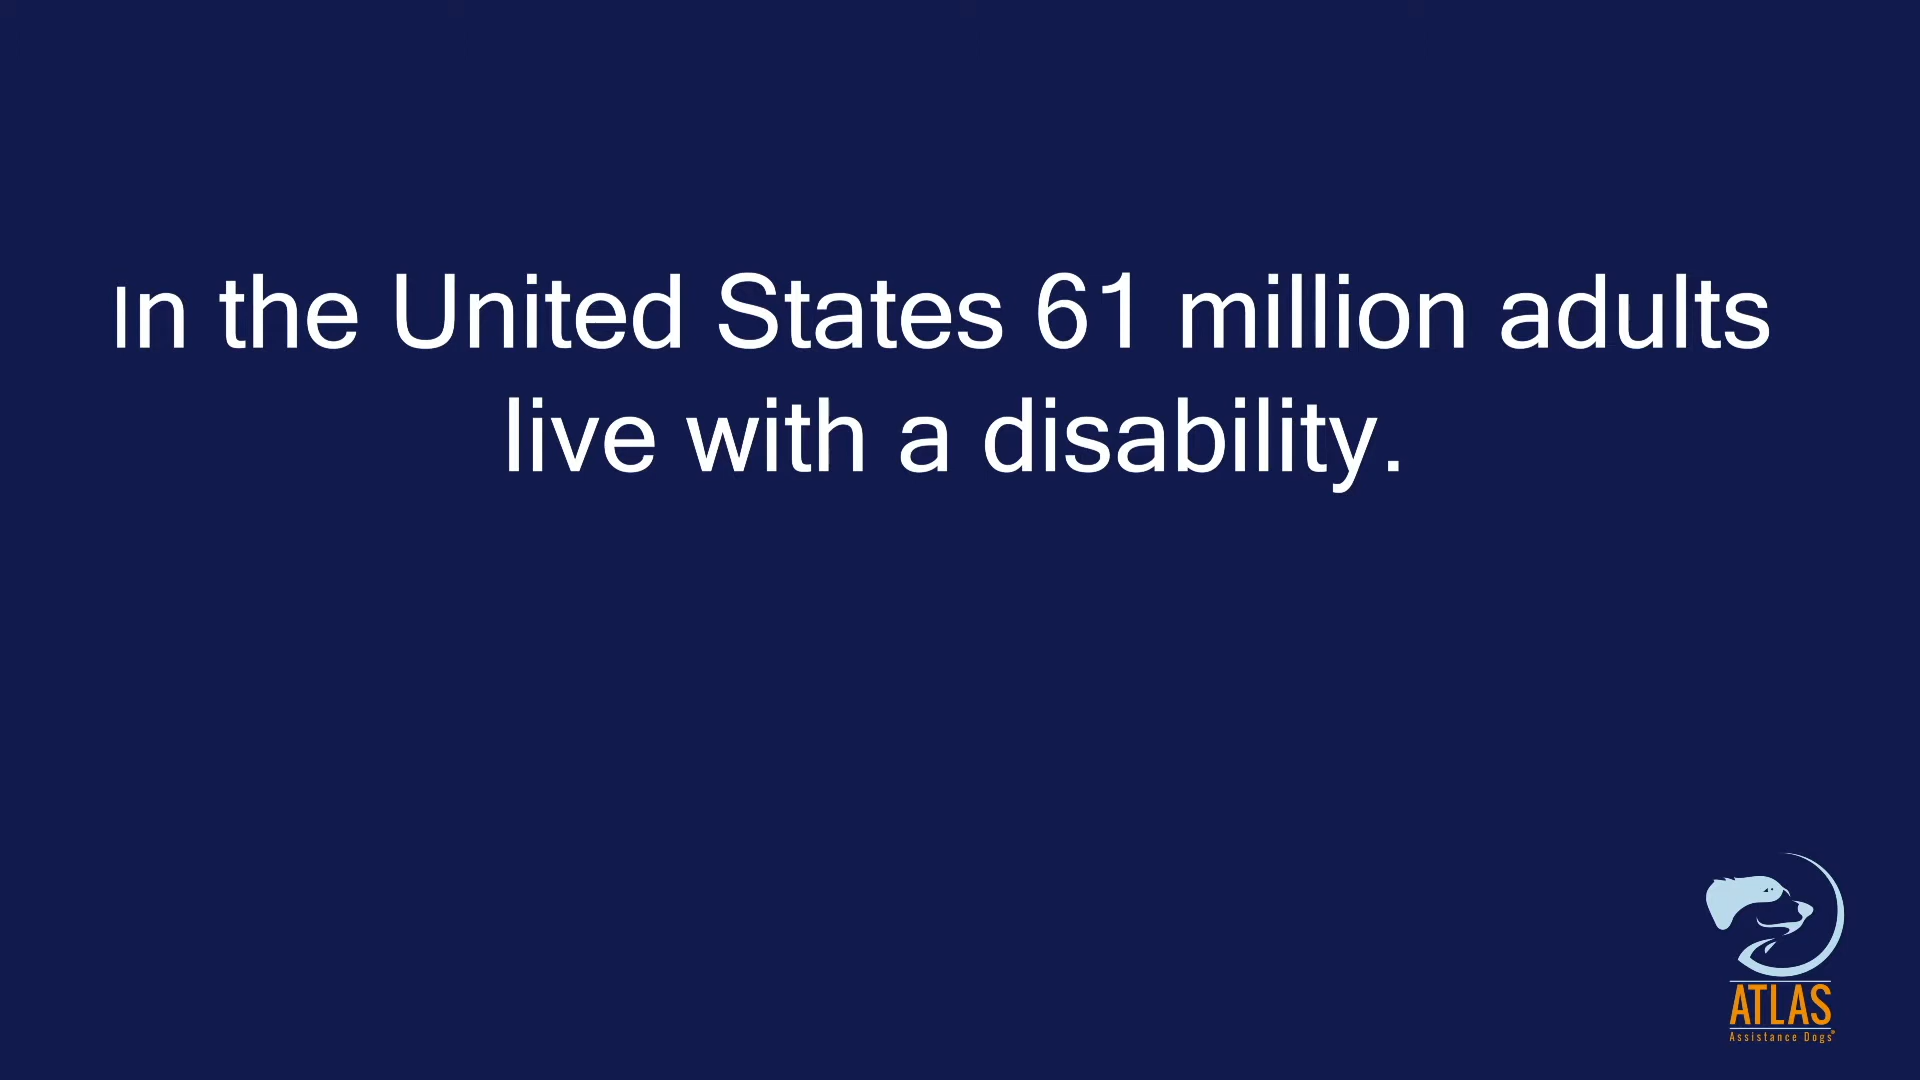 In the United States 61 million adults
live with a disability.
ATLAS
Assistance Dogs®